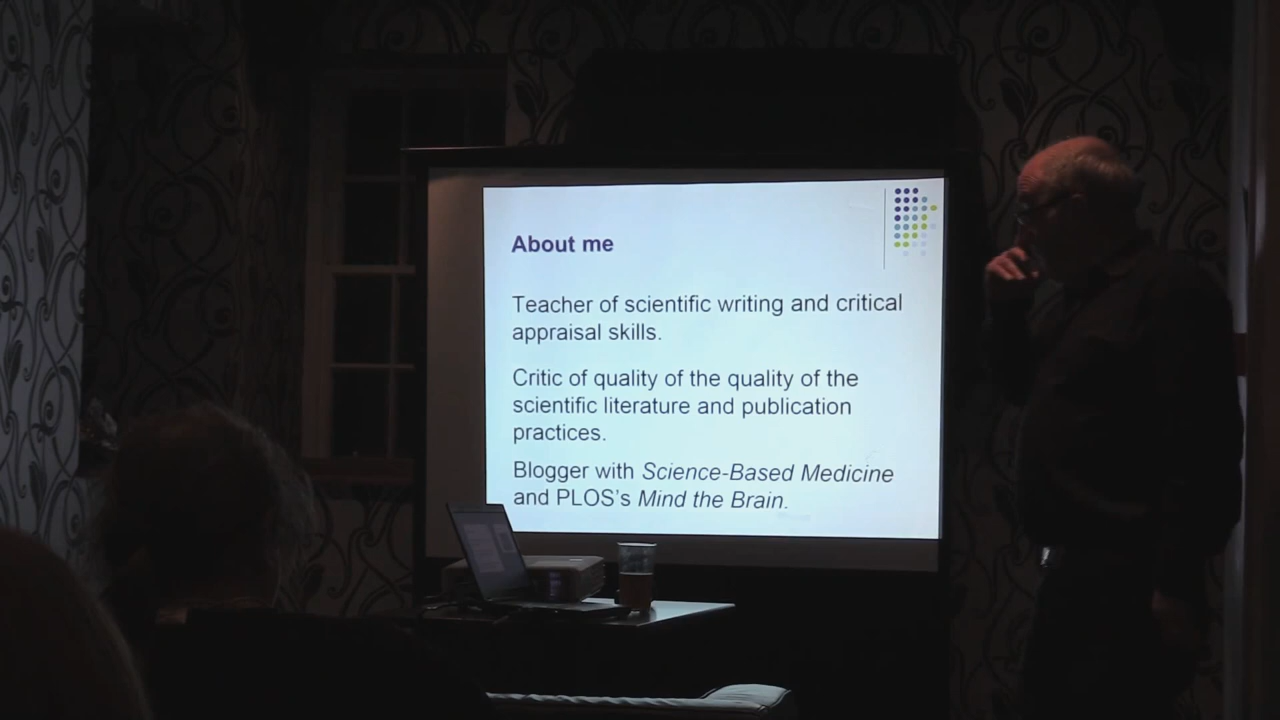 About me
Teacher of scientific writing and critical
appraisal skills.
Critic of quality of the quality of the
scientific literature and publication
practices.
Blogger with Science-Based Medicine
and PLOS's Mind the Brain.